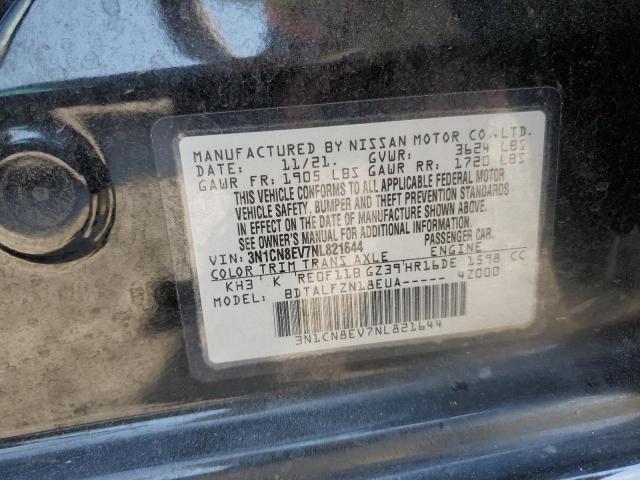 MANUFACTURED BY NISSAN MOTOR CO.,LTD.
DATE: 11/21. GVWR: 3624 LBS
GAWR FR: 1905 LBS GAWR RR: 1720 LBS
THIS VEHICLE CONFORMS TO ALL APPLICABLE FEDERAL MOTOR
VEHICLE SAFETY, BUMPER AND THEFT PREVENTION STANDARDS
IN EFFECT ON THE DATE OF MANUFACTURE SHOWN ABOVE.
SEE OWNER'S MANUAL FOR ADDITIONAL INFORMATION.
VIN: 3N1CN8EV7NL821644 PASSENGER CAR.
COLOR TRIM TRANS AXLE ENGINE
KH3 K RE0F11B GZ39 HR16DE 1598 CC
MODEL: BDTALFZN18EUA----- 4Z000
3N1CN8EV7NL821644